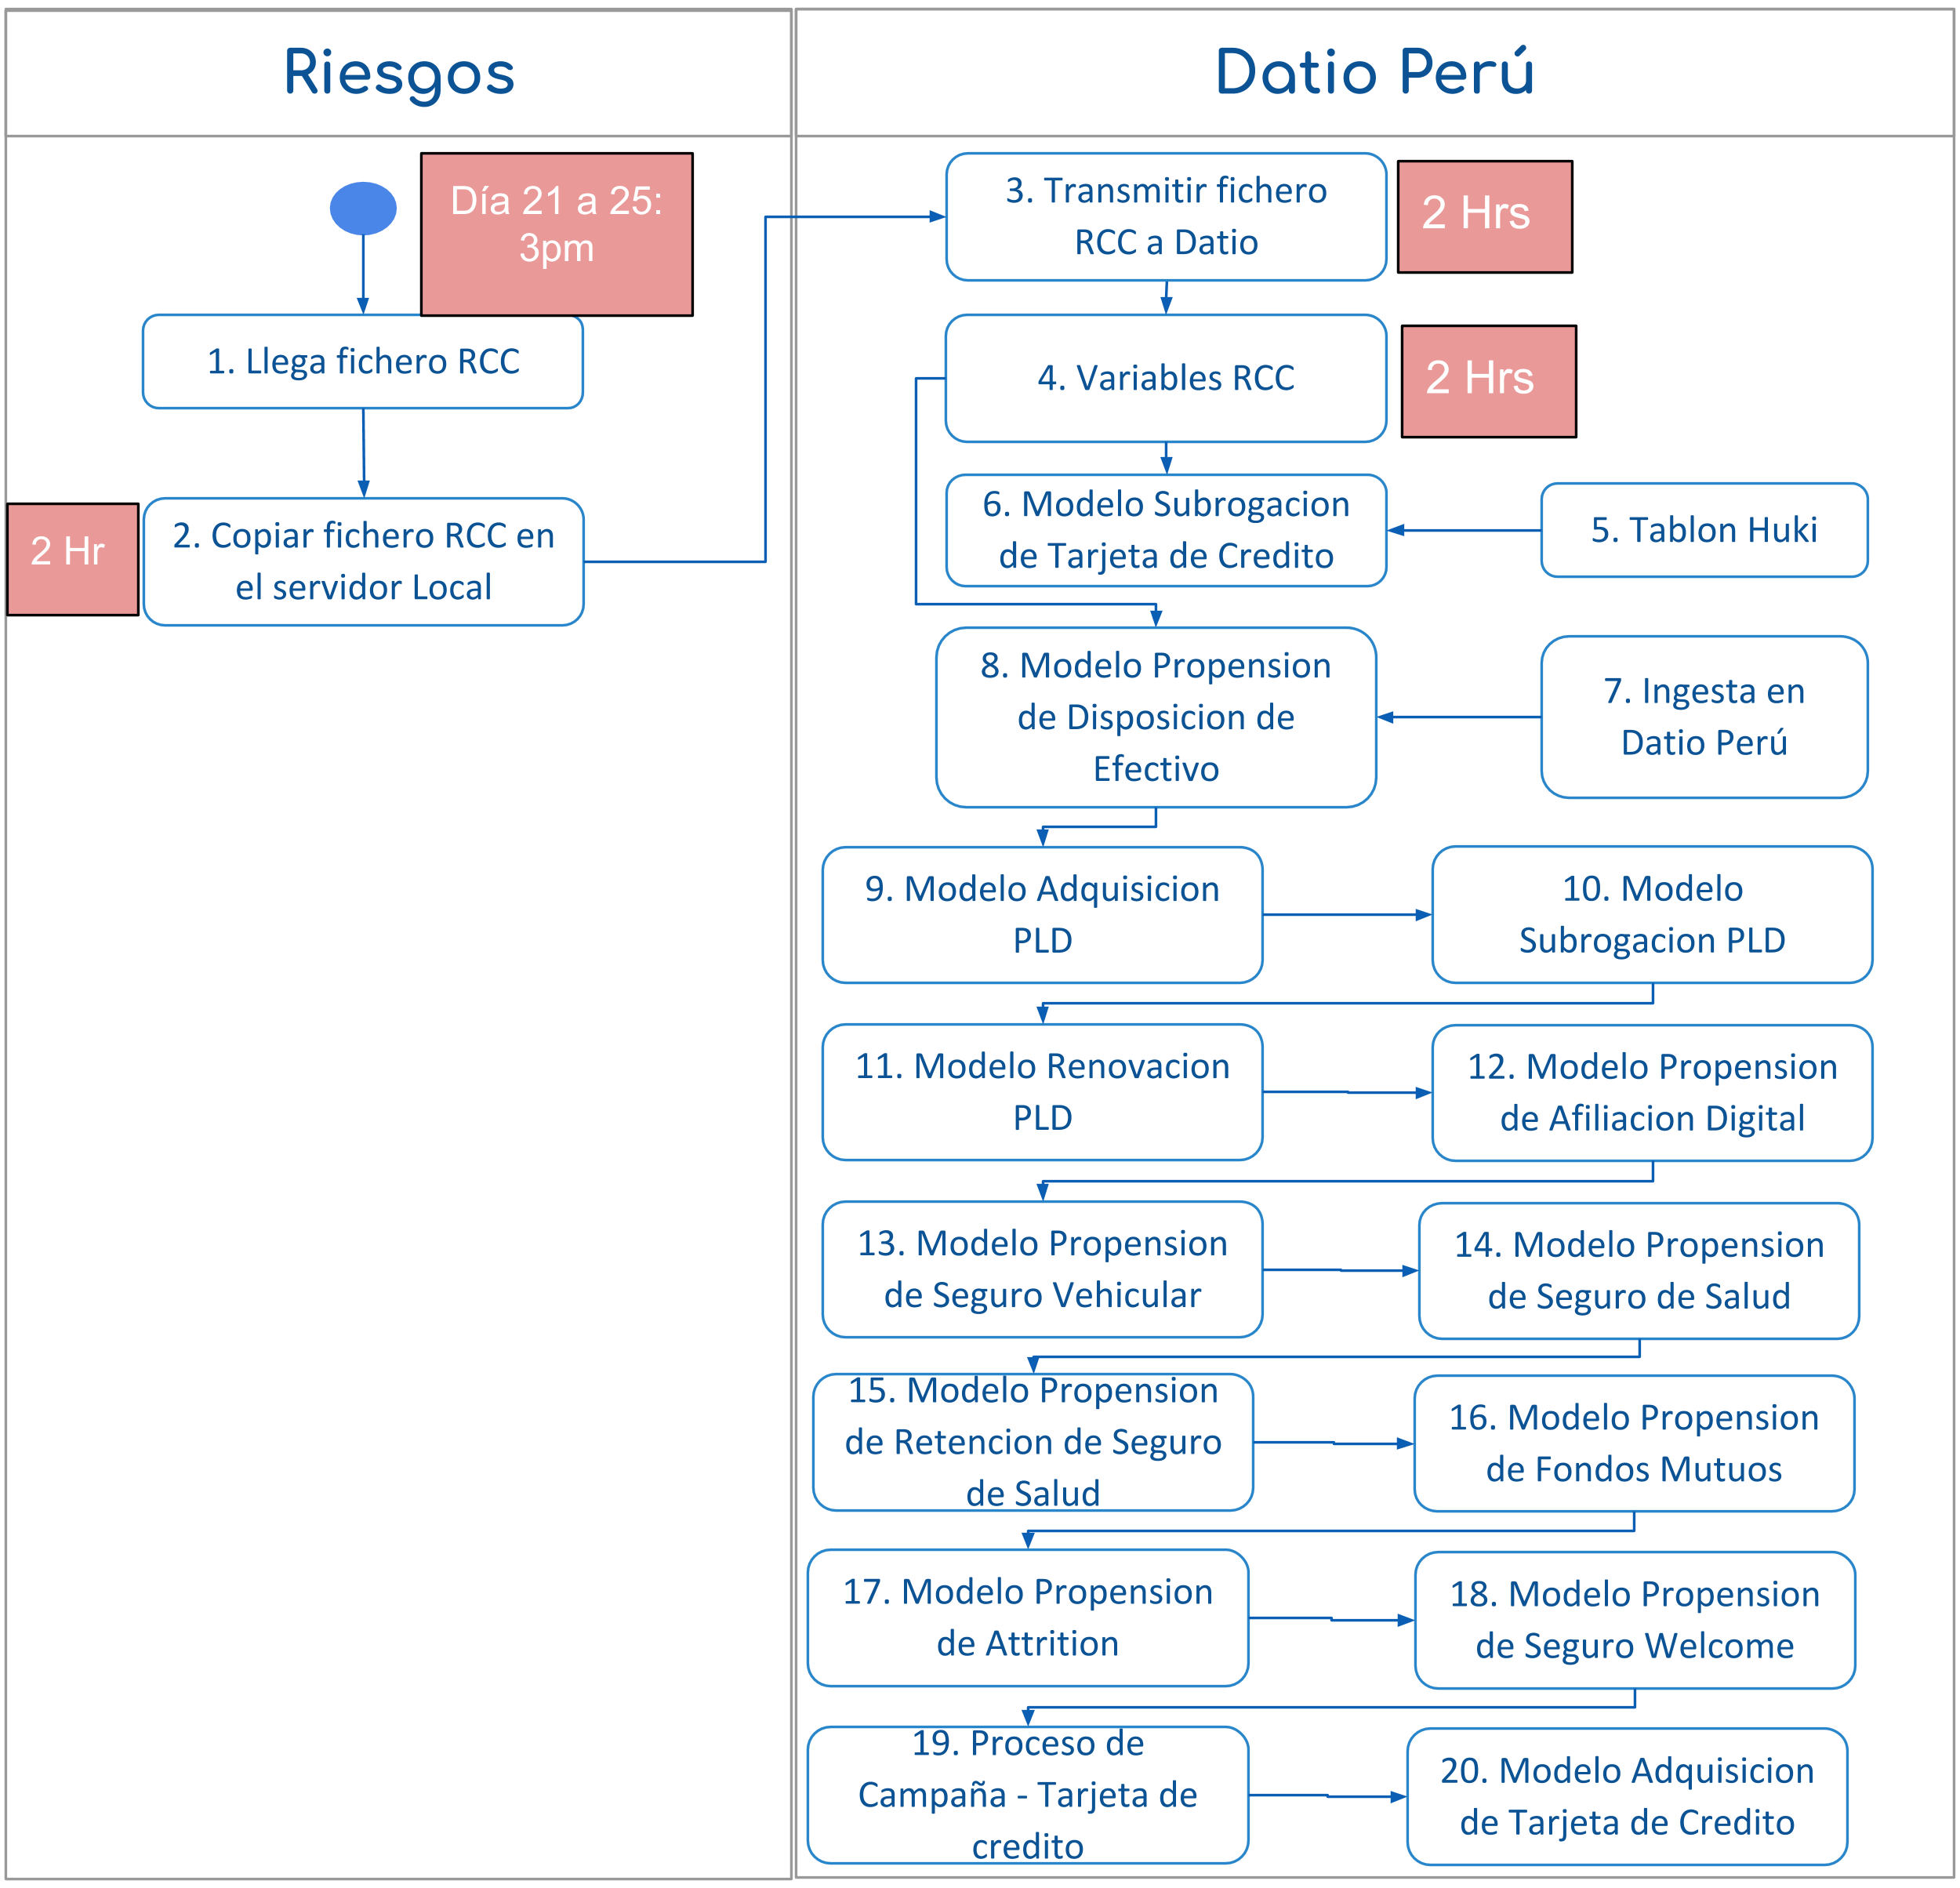 Riesgos
Datio Perú
Día 21 a 25:
3pm
1. Llega fichero RCC
2 Hr
2. Copiar fichero RCC en
el servidor Local
3. Transmitir fichero
RCC a Datio
2 Hrs
4. Variables RCC
2 Hrs
6. Modelo Subrogacion
de Tarjeta de Credito
5. Tablon Huki
8. Modelo Propension
de Disposicion de
Efectivo
7. Ingesta en
Datio Perú
9. Modelo Adquisicion
PLD
10. Modelo
Subrogacion PLD
11. Modelo Renovacion
PLD
12. Modelo Propension
de Afiliacion Digital
13. Modelo Propension
de Seguro Vehicular
14. Modelo Propension
de Seguro de Salud
15. Modelo Propension
de Retencion de Seguro
de Salud
16. Modelo Propension
de Fondos Mutuos
17. Modelo Propension
de Attrition
18. Modelo Propension
de Seguro Welcome
19. Proceso de
Campaña - Tarjeta de
credito
20. Modelo Adquisicion
de Tarjeta de Credito